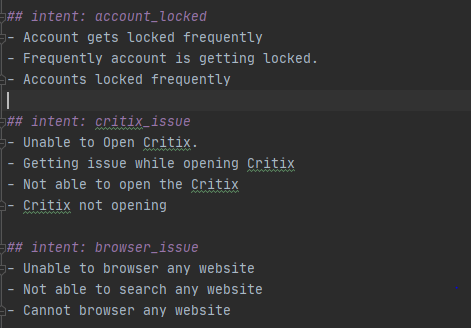 ## intent: account_locked
- Account gets locked frequently
- Frequently account is getting locked.
- Accounts locked frequently
## intent: critix_issue
- Unable to Open Critix.
- Getting issue while opening Critix
- Not able to open the Critix
- Critix not opening
## intent: browser_issue
- Unable to browser any website
- Not able to search any website
- Cannot browser any website